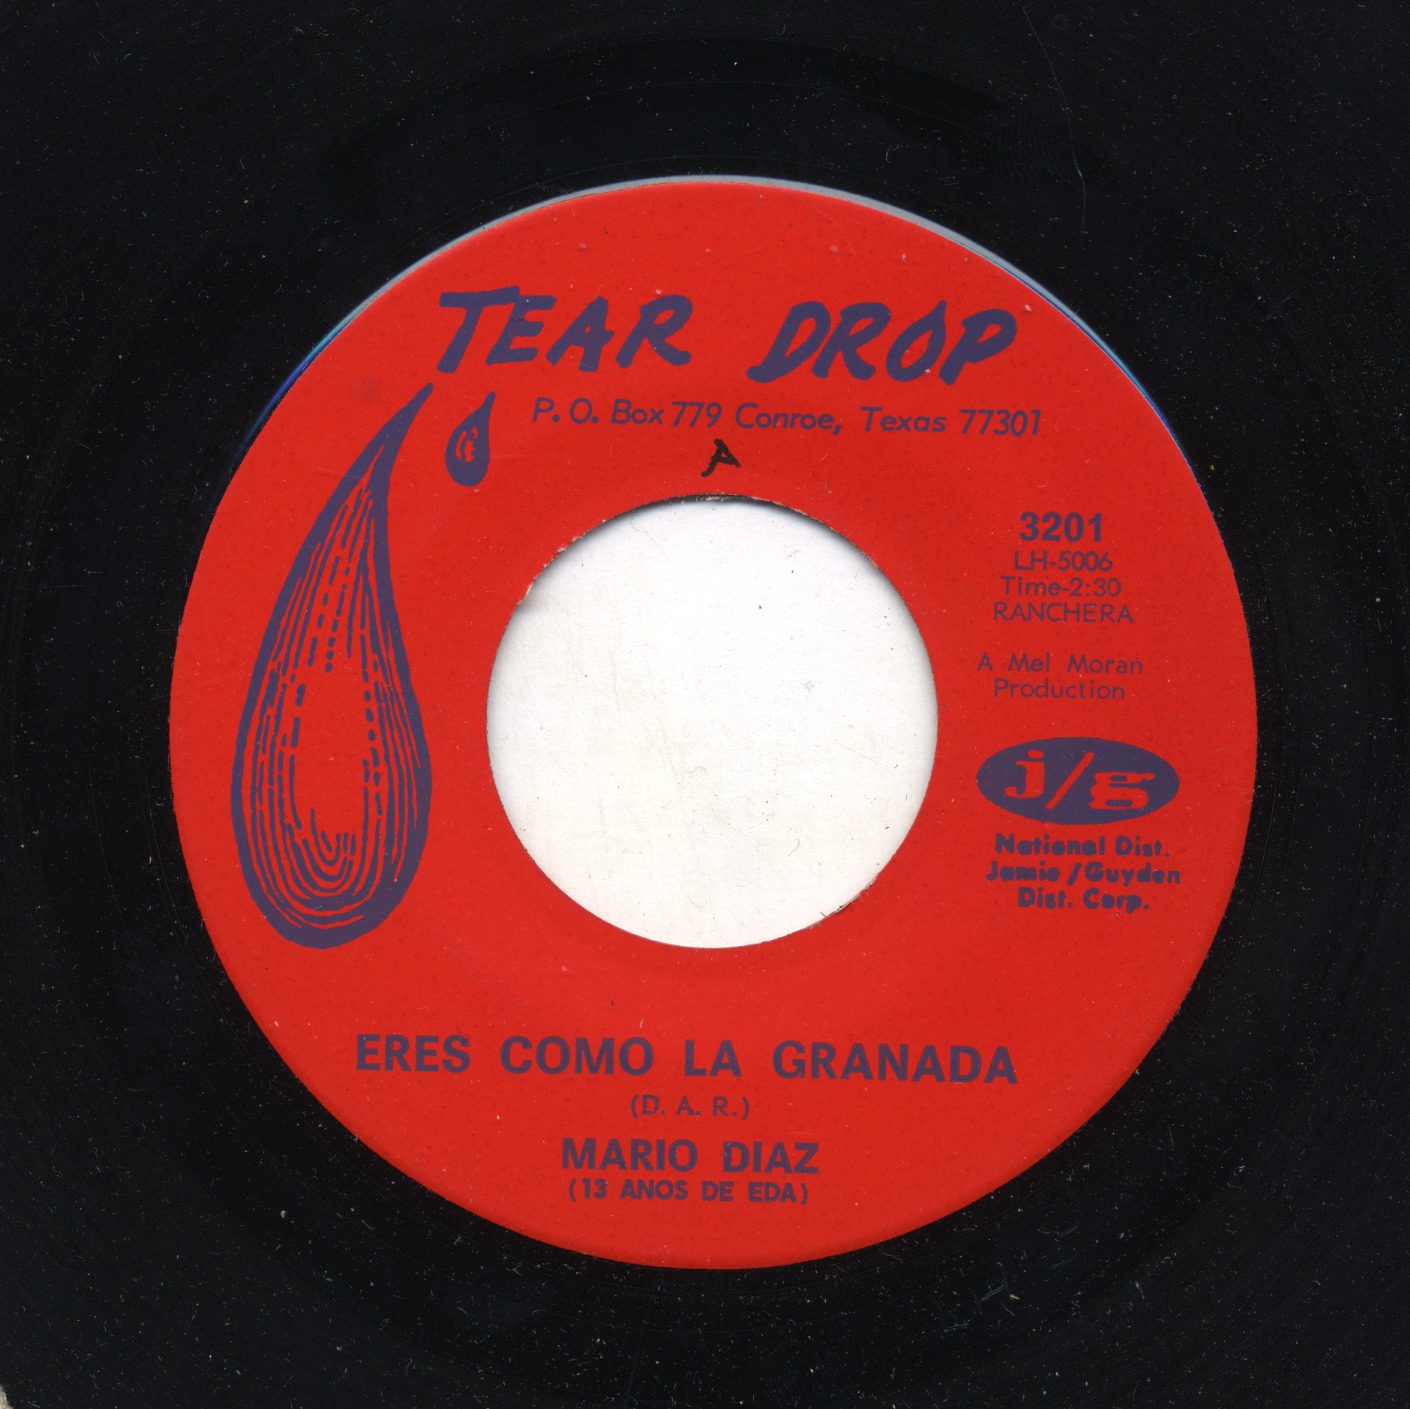 TEAR DROP
P. O. Box 779 Conroe, Texas 77301
A
3201
LH-5006
Time-2:30
RANCHERA
A Mel Moran
Production
j/g
National Dist.
Jamie / Guyden
Dist. Corp.
ERES COMO LA GRANADA
(D. A. R.)
MARIO DIAZ
(13 ANOS DE EDA)